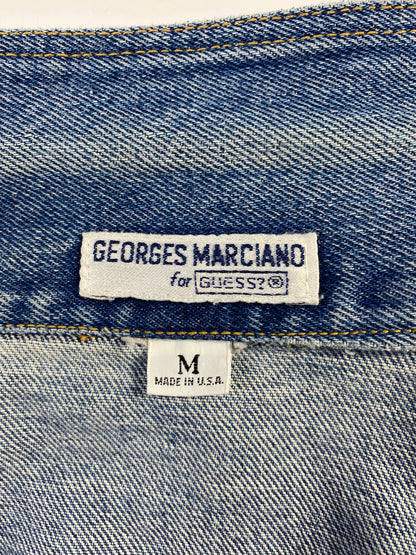 GEORGES MARCIANO
for GUESS?®
M
MADE IN U.S.A.